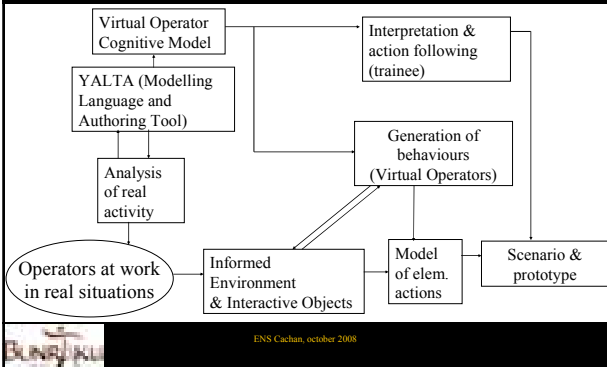 Virtual Operator
Cognitive Model
Interpretation &
action following
(trainee)
YALTA (Modelling
Language and
Authoring Tool)
Generation of
behaviours
(Virtual Operators)
Analysis
of real
activity
Operators at work
in real situations
Informed
Environment
& Interactive Objects
Model
of elem.
actions
Scenario &
prototype
ENS Cachan, october 2008